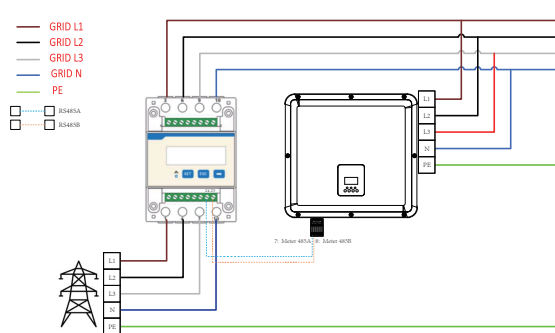 GRID L1
GRID L2
GRID L3
GRID N
PE
RS485A
RS485B
L1
L2
L3
N
PE
SET
ESC
7: Meter 485A 8: Meter 485B
L1
L2
L3
N
PE